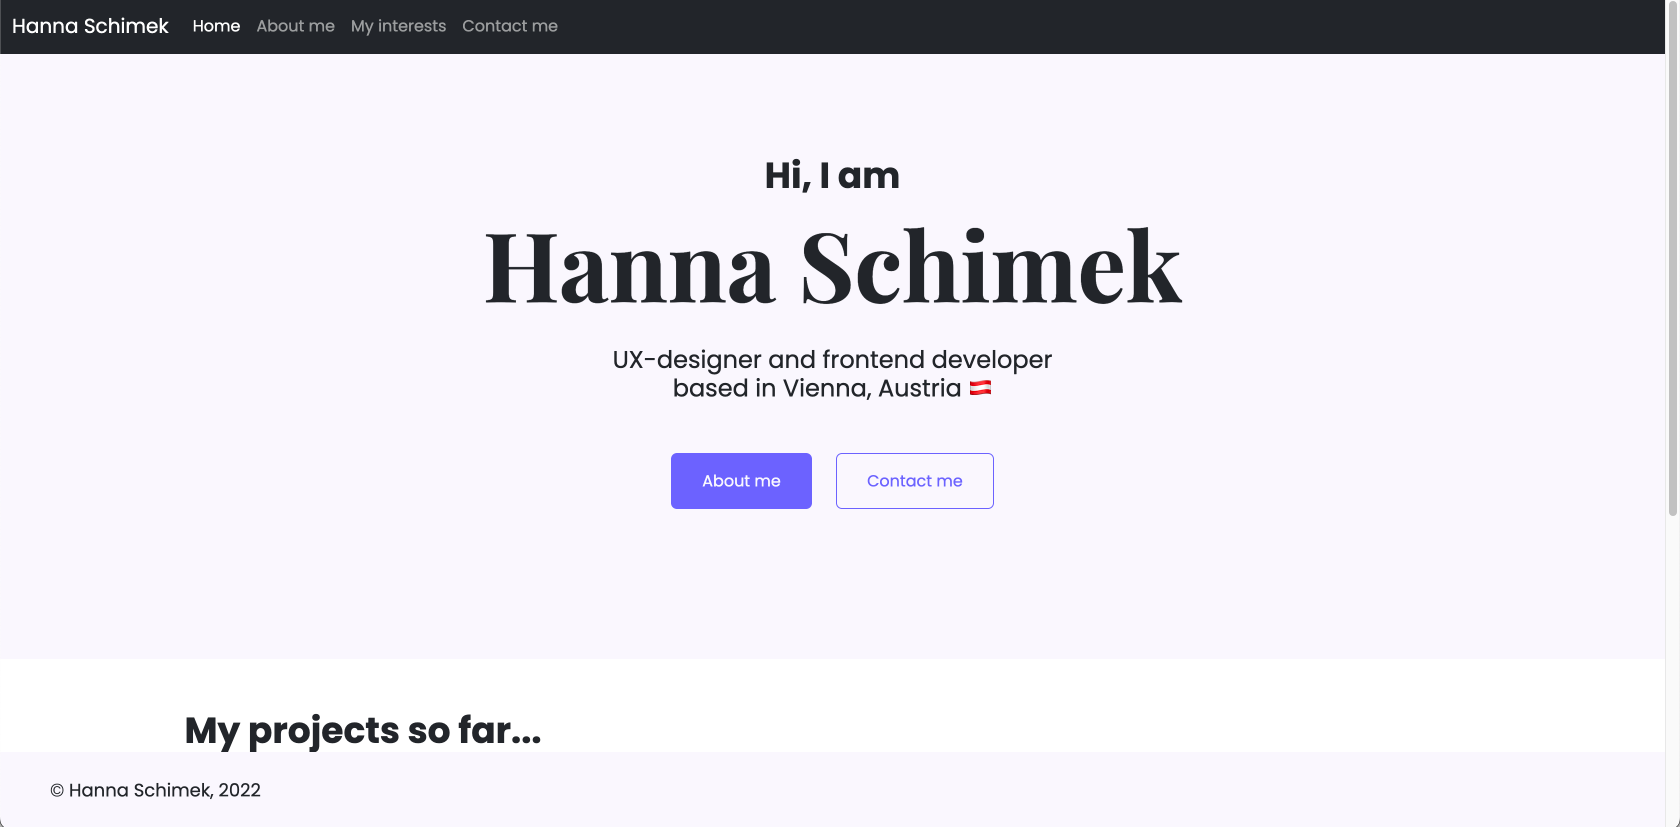 Hanna Schimek Home About me My interests Contact me
Hi, I am
Hanna Schimek
UX-designer and frontend developer
based in Vienna, Austria 🇦🇹
About me Contact me
My projects so far...
© Hanna Schimek, 2022